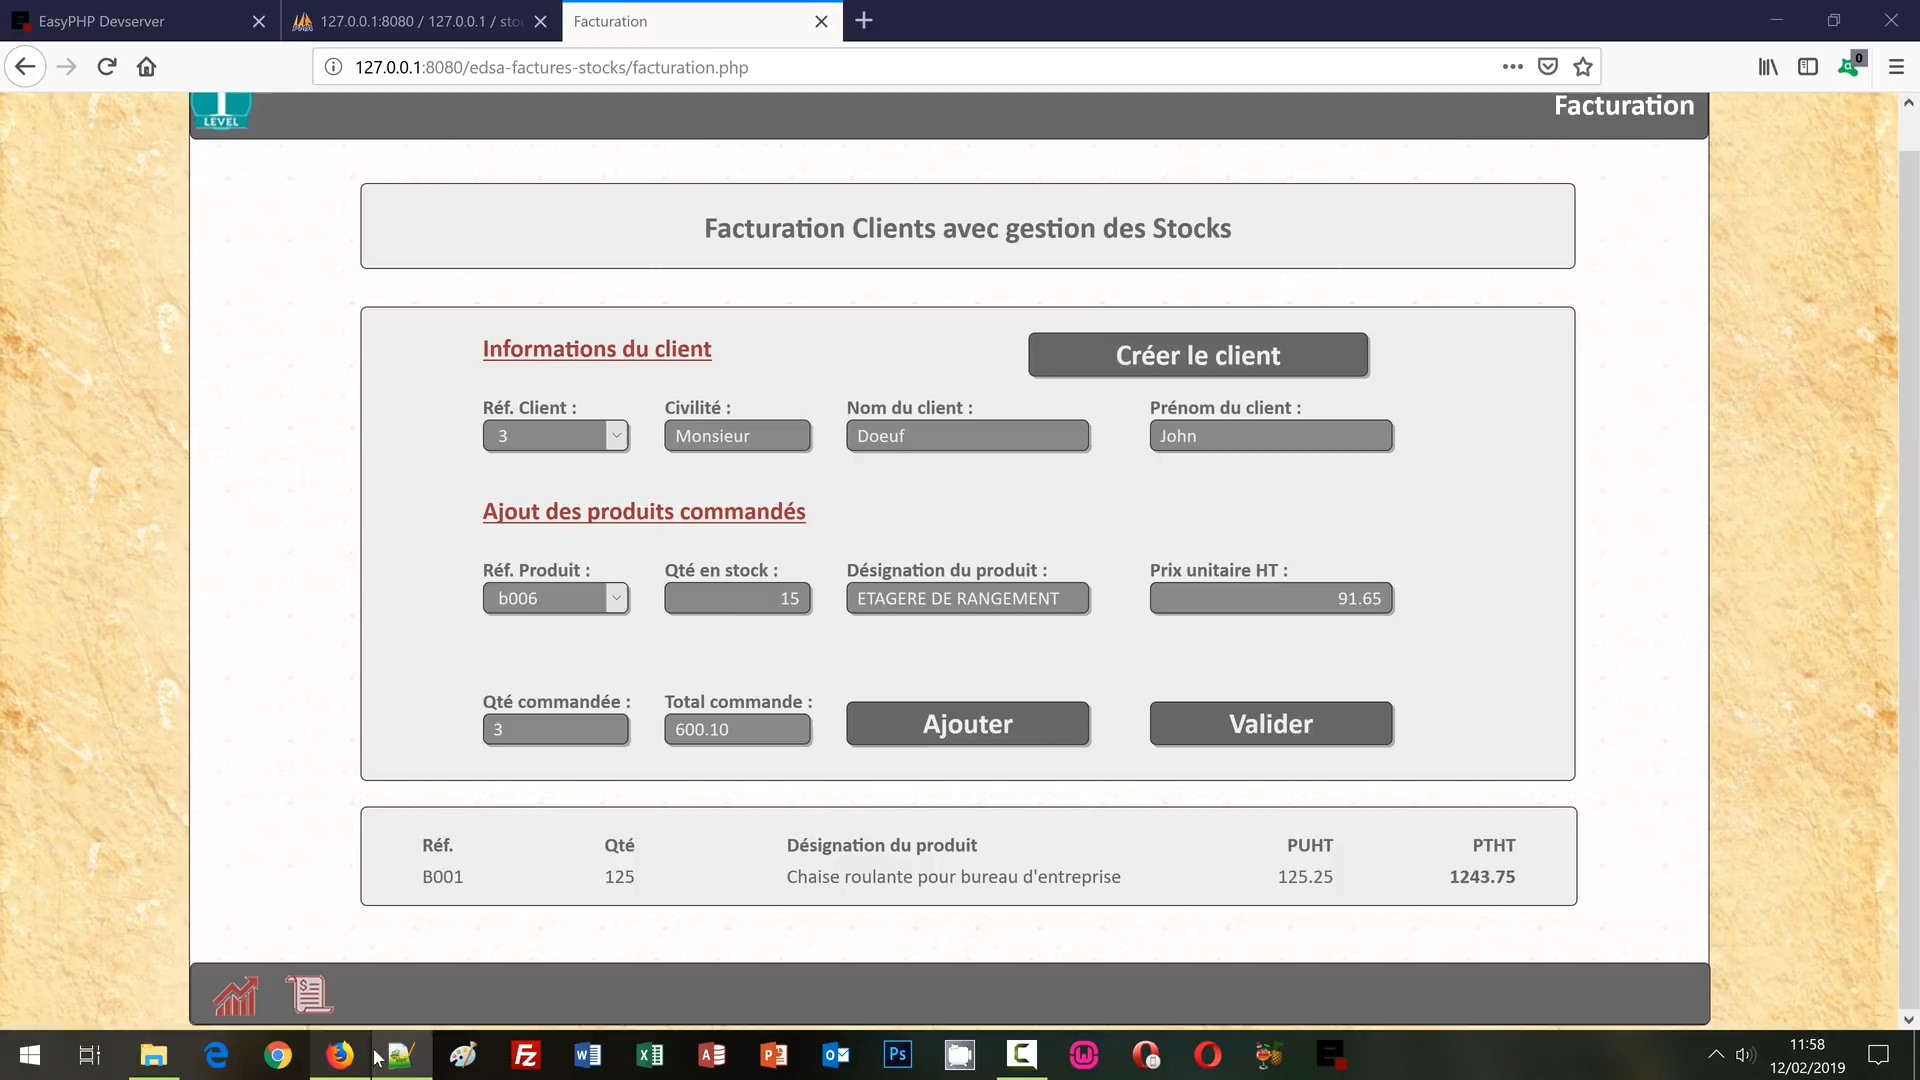 EasyPHP Devserver
127.0.0.1:8080 / 127.0.0.1 / sto
Facturation
127.0.0.1:8080/edsa-factures-stocks/facturation.php
0
LEVEL
Facturation
Facturation Clients avec gestion des Stocks
Informations du client
Créer le client
Réf. Client : Civilité : Nom du client : Prénom du client :
3 Monsieur Doeuf John
Ajout des produits commandés
Réf. Produit : Qté en stock : Désignation du produit : Prix unitaire HT :
b006 15 ETAGERE DE RANGEMENT 91.65
Qté commandée : Total commande :
3 600.10 Ajouter Valider
Réf. Qté Désignation du produit PUHT PTHT
B001 125 Chaise roulante pour bureau d'entreprise 125.25 1243.75
11:58
12/02/2019